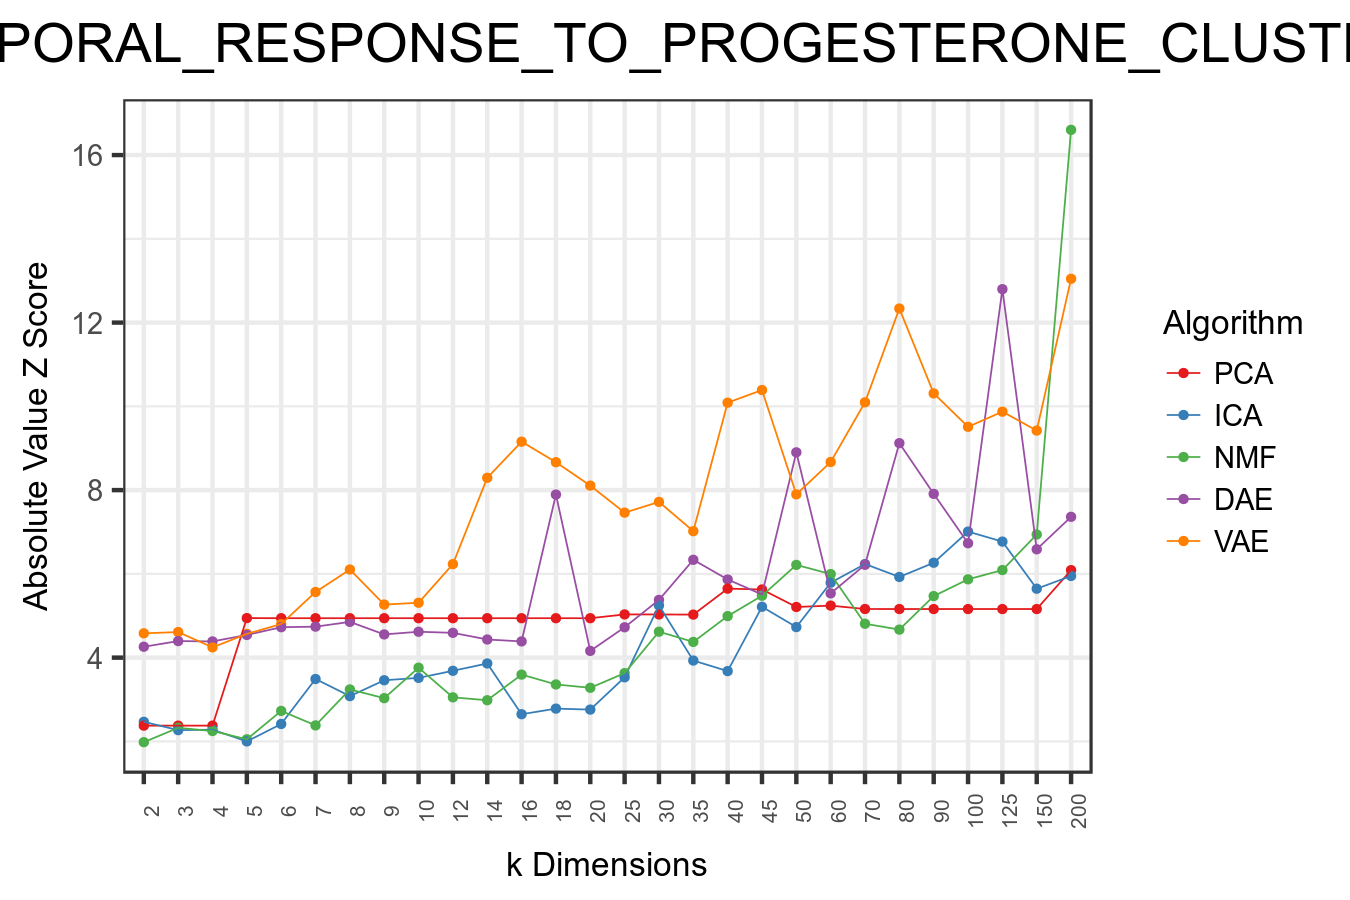 PORAL_RESPONSE_TO_PROGESTERONE_CLUST
16
12
8
4
Absolute Value Z Score
2 3 4 5 6 7 8 9 10 12 14 16 18 20 25 30 35 40 45 50 60 70 80 90 100 125 150 200
k Dimensions
Algorithm
PCA
ICA
NMF
DAE
VAE